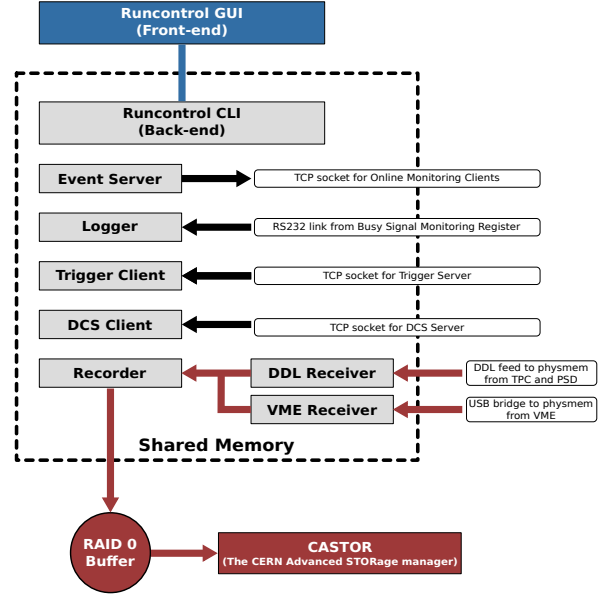 Runcontrol GUI
(Front-end)
Runcontrol CLI
(Back-end)
Event Server
TCP socket for Online Monitoring Clients
Logger
RS232 link from Busy Signal Monitoring Register
Trigger Client
TCP socket for Trigger Server
DCS Client
TCP socket for DCS Server
Recorder
DDL Receiver
DDL feed to physmem
from TPC and PSD
VME Receiver
USB bridge to physmem
from VME
Shared Memory
RAID 0
Buffer
CASTOR
(The CERN Advanced STORage manager)